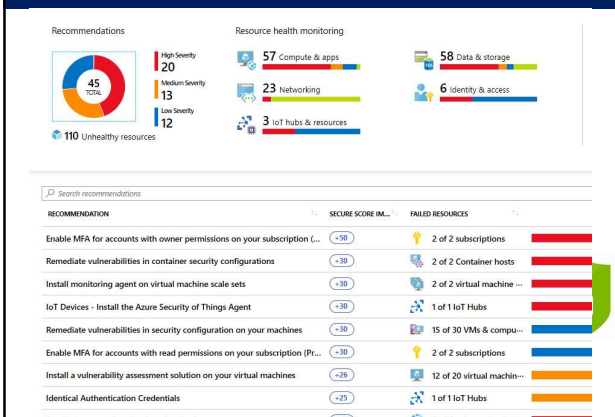 Recommendations
Resource health monitoring
45
TOTAL
High Severity
20
Medium Severity
13
Low Severity
12
110 Unhealthy resources
57 Compute & apps
58 Data & storage
23 Networking
6 Identity & access
3 IoT hubs & resources
Search recommendations
RECOMMENDATION SECURE SCORE IM... FAILED RESOURCES
Enable MFA for accounts with owner permissions on your subscription (... +50 2 of 2 subscriptions
Remediate vulnerabilities in container security configurations +30 2 of 2 Container hosts
Install monitoring agent on virtual machine scale sets +30 2 of 2 virtual machine ...
IoT Devices - Install the Azure Security of Things Agent +30 1 of 1 IoT Hubs
Remediate vulnerabilities in security configuration on your machines +30 15 of 30 VMs & compu...
Enable MFA for accounts with read permissions on your subscription (Pr... +30 2 of 2 subscriptions
Install a vulnerability assessment solution on your virtual machines +26 12 of 20 virtual machin...
Identical Authentication Credentials +25 1 of 1 IoT Hubs